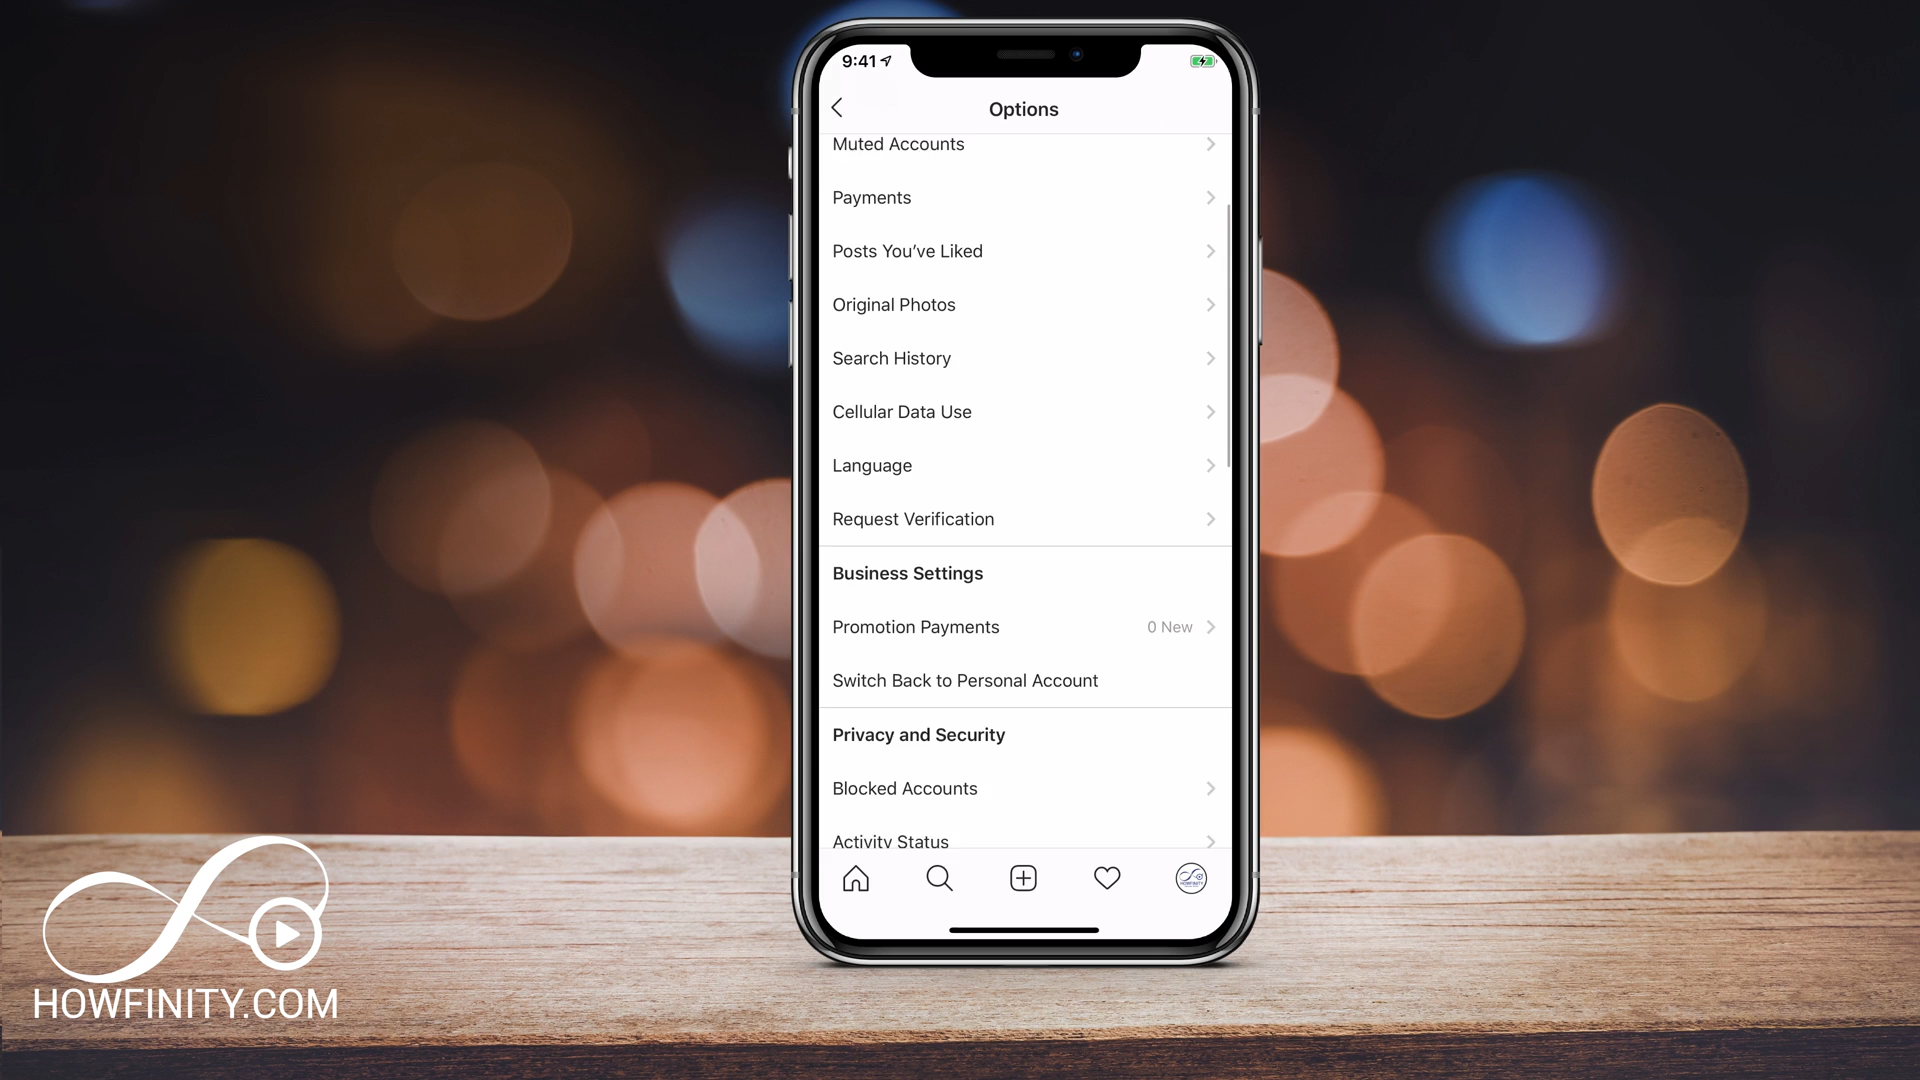 9:41
Options
Muted Accounts
Payments
Posts You’ve Liked
Original Photos
Search History
Cellular Data Use
Language
Request Verification
Business Settings
Promotion Payments 0 New
Switch Back to Personal Account
Privacy and Security
Blocked Accounts
Activity Status
HOWFINITY.COM